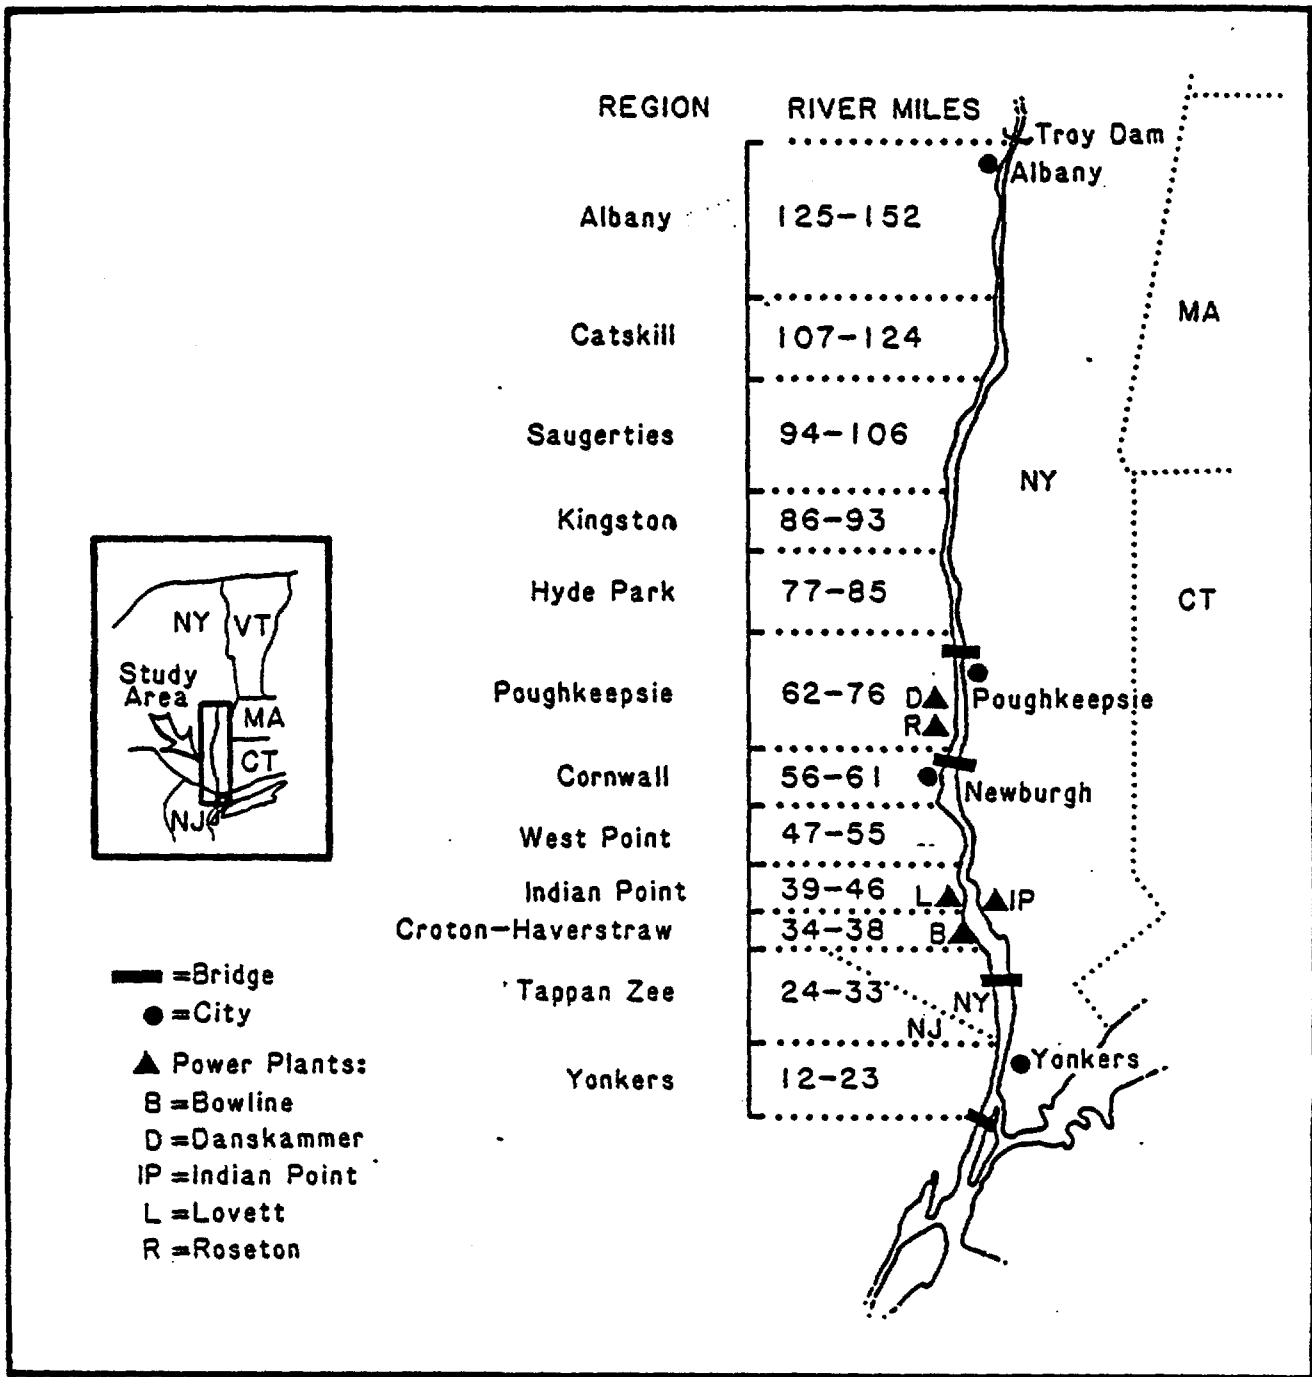 REGION RIVER MILES
Troy Dam
Albany
Albany 125-152
MA
Catskill 107-124
Saugerties 94-106
NY
Kingston 86-93
Hyde Park 77-85
CT
Poughkeepsie 62-76
D
Poughkeepsie
R
Cornwall 56-61
Newburgh
West Point 47-55
Indian Point 39-46 L IP
Croton-Haverstraw 34-38 B
Tappan Zee 24-33
NY
NJ
Yonkers
Yonkers 12-23
NY VT
Study
Area
MA
CT
NJ
=Bridge
=City
Power Plants:
B =Bowline
D =Danskammer
IP =Indian Point
L =Lovett
R =Roseton